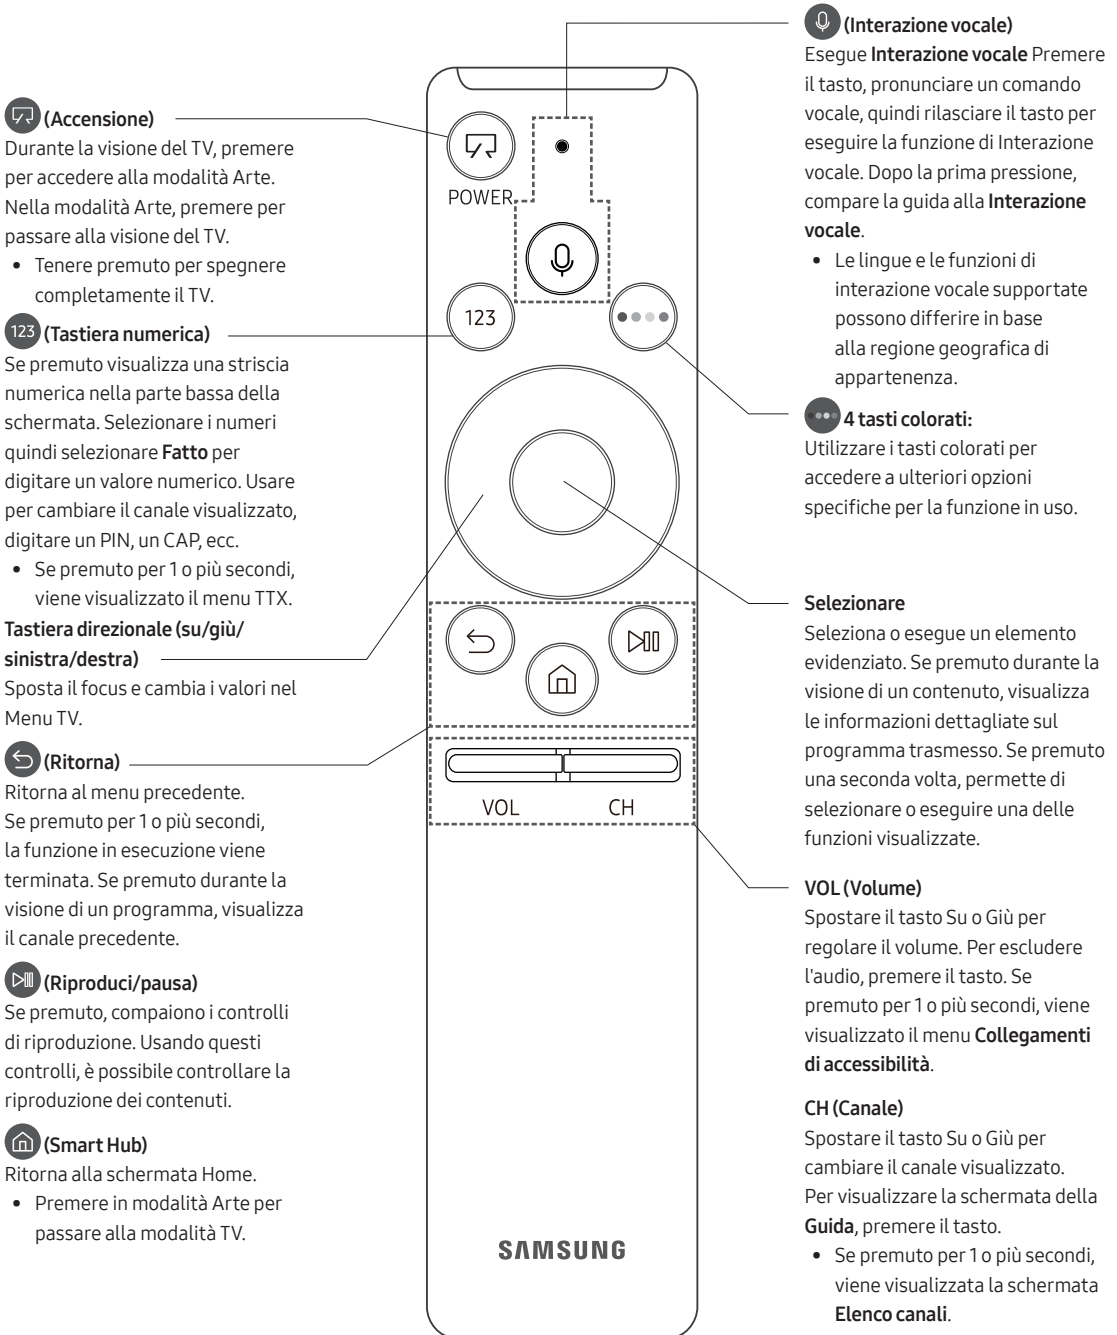 (Accensione)
Durante la visione del TV, premere
per accedere alla modalità Arte.
Nella modalità Arte, premere per
passare alla visione del TV.
• Tenere premuto per spegnere
completamente il TV.
123 (Tastiera numerica)
Se premuto visualizza una striscia
numerica nella parte bassa della
schermata. Selezionare i numeri
quindi selezionare Fatto per
digitare un valore numerico. Usare
per cambiare il canale visualizzato,
digitare un PIN, un CAP, ecc.
• Se premuto per 1 o più secondi,
viene visualizzato il menu TTX.
Tastiera direzionale (su/giù/
sinistra/destra)
Sposta il focus e cambia i valori nel
Menu TV.
(Ritorna)
Ritorna al menu precedente.
Se premuto per 1 o più secondi,
la funzione in esecuzione viene
terminata. Se premuto durante la
visione di un programma, visualizza
il canale precedente.
(Riproduci/pausa)
Se premuto, compaiono i controlli
di riproduzione. Usando questi
controlli, è possibile controllare la
riproduzione dei contenuti.
(Smart Hub)
Ritorna alla schermata Home.
• Premere in modalità Arte per
passare alla modalità TV.
POWER
123
VOL
CH
SAMSUNG
(Interazione vocale)
Esegue Interazione vocale Premere
il tasto, pronunciare un comando
vocale, quindi rilasciare il tasto per
eseguire la funzione di Interazione
vocale. Dopo la prima pressione,
compare la guida alla Interazione
vocale.
• Le lingue e le funzioni di
interazione vocale supportate
possono differire in base
alla regione geografica di
appartenenza.
4 tasti colorati:
Utilizzare i tasti colorati per
accedere a ulteriori opzioni
specifiche per la funzione in uso.
Selezionare
Seleziona o esegue un elemento
evidenziato. Se premuto durante la
visione di un contenuto, visualizza
le informazioni dettagliate sul
programma trasmesso. Se premuto
una seconda volta, permette di
selezionare o eseguire una delle
funzioni visualizzate.
VOL (Volume)
Spostare il tasto Su o Giù per
regolare il volume. Per escludere
l'audio, premere il tasto. Se
premuto per 1 o più secondi, viene
visualizzato il menu Collegamenti
di accessibilità.
CH (Canale)
Spostare il tasto Su o Giù per
cambiare il canale visualizzato.
Per visualizzare la schermata della
Guida, premere il tasto.
• Se premuto per 1 o più secondi,
viene visualizzata la schermata
Elenco canali.